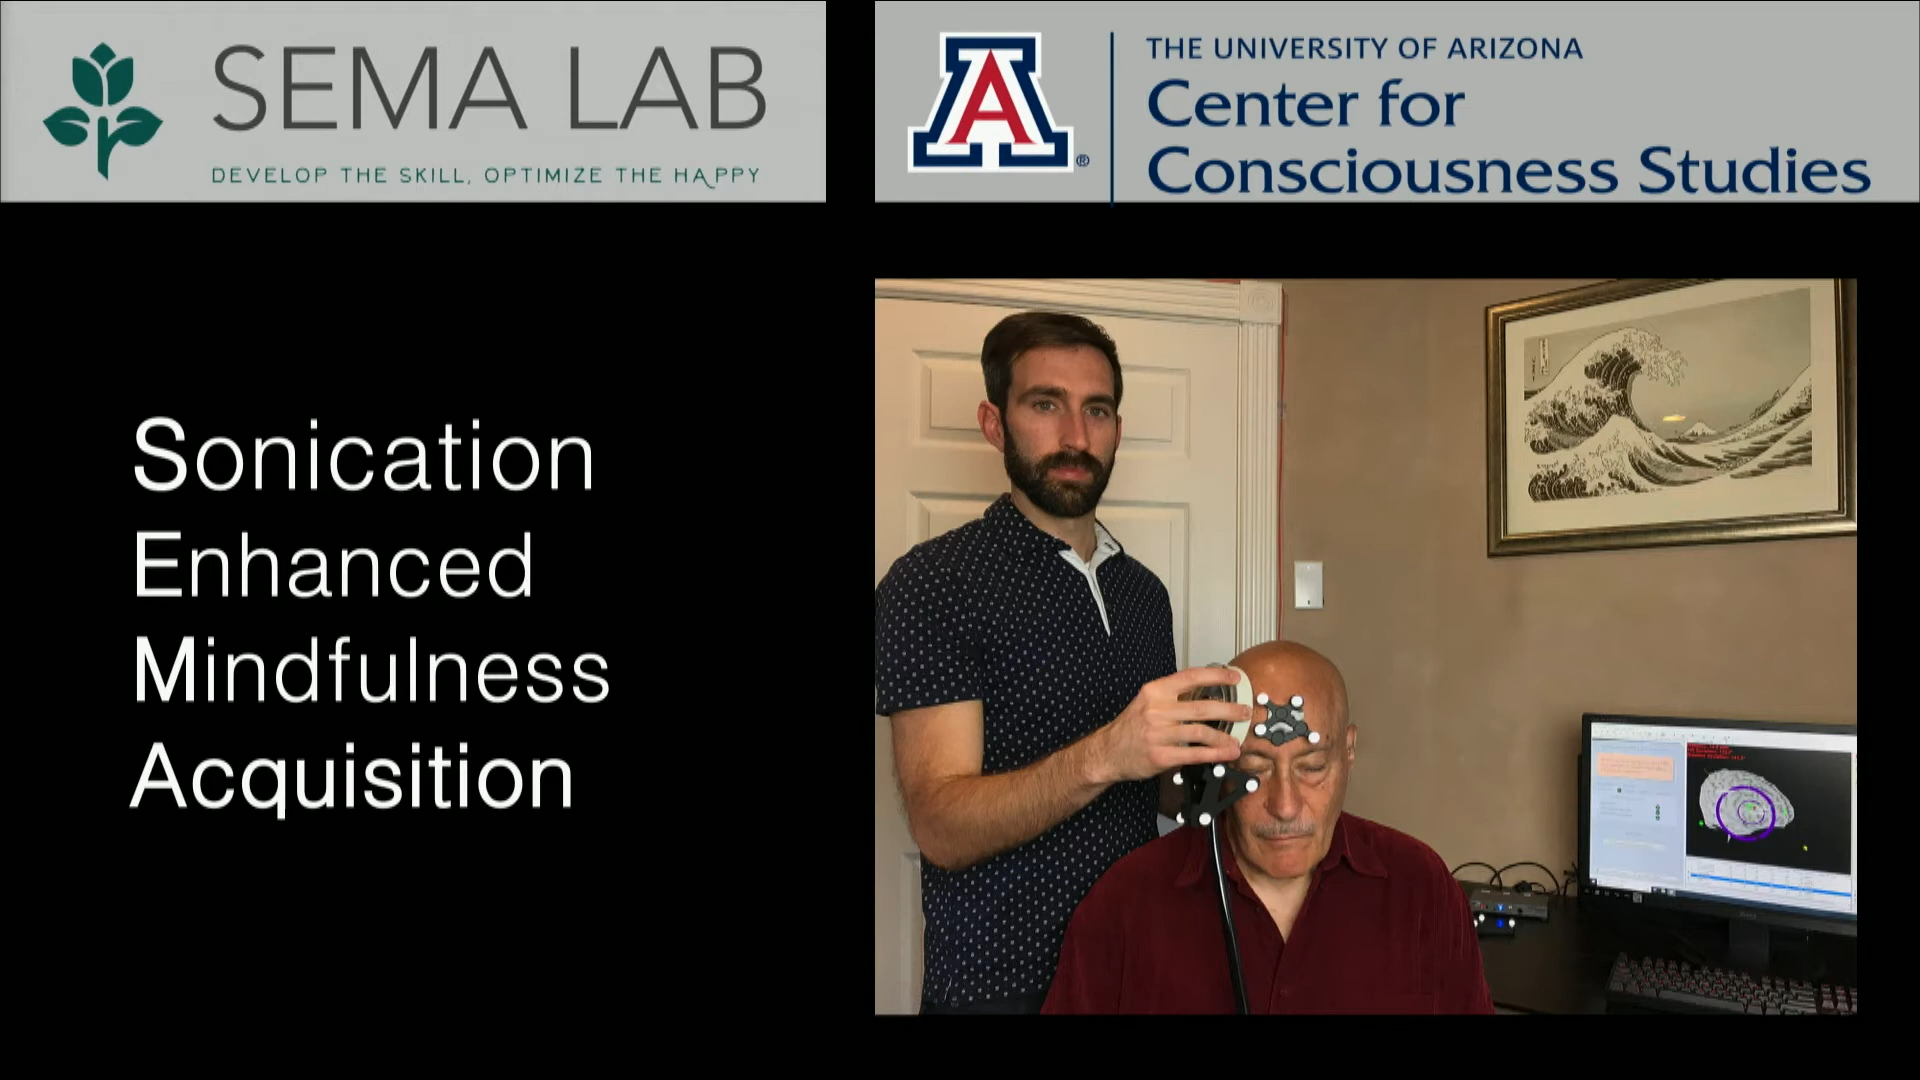 SEMA LAB
DEVELOP THE SKILL, OPTIMIZE THE HAPPY
THE UNIVERSITY OF ARIZONA
Center for
Consciousness Studies
A
®
Sonication
Enhanced
Mindfulness
Acquisition